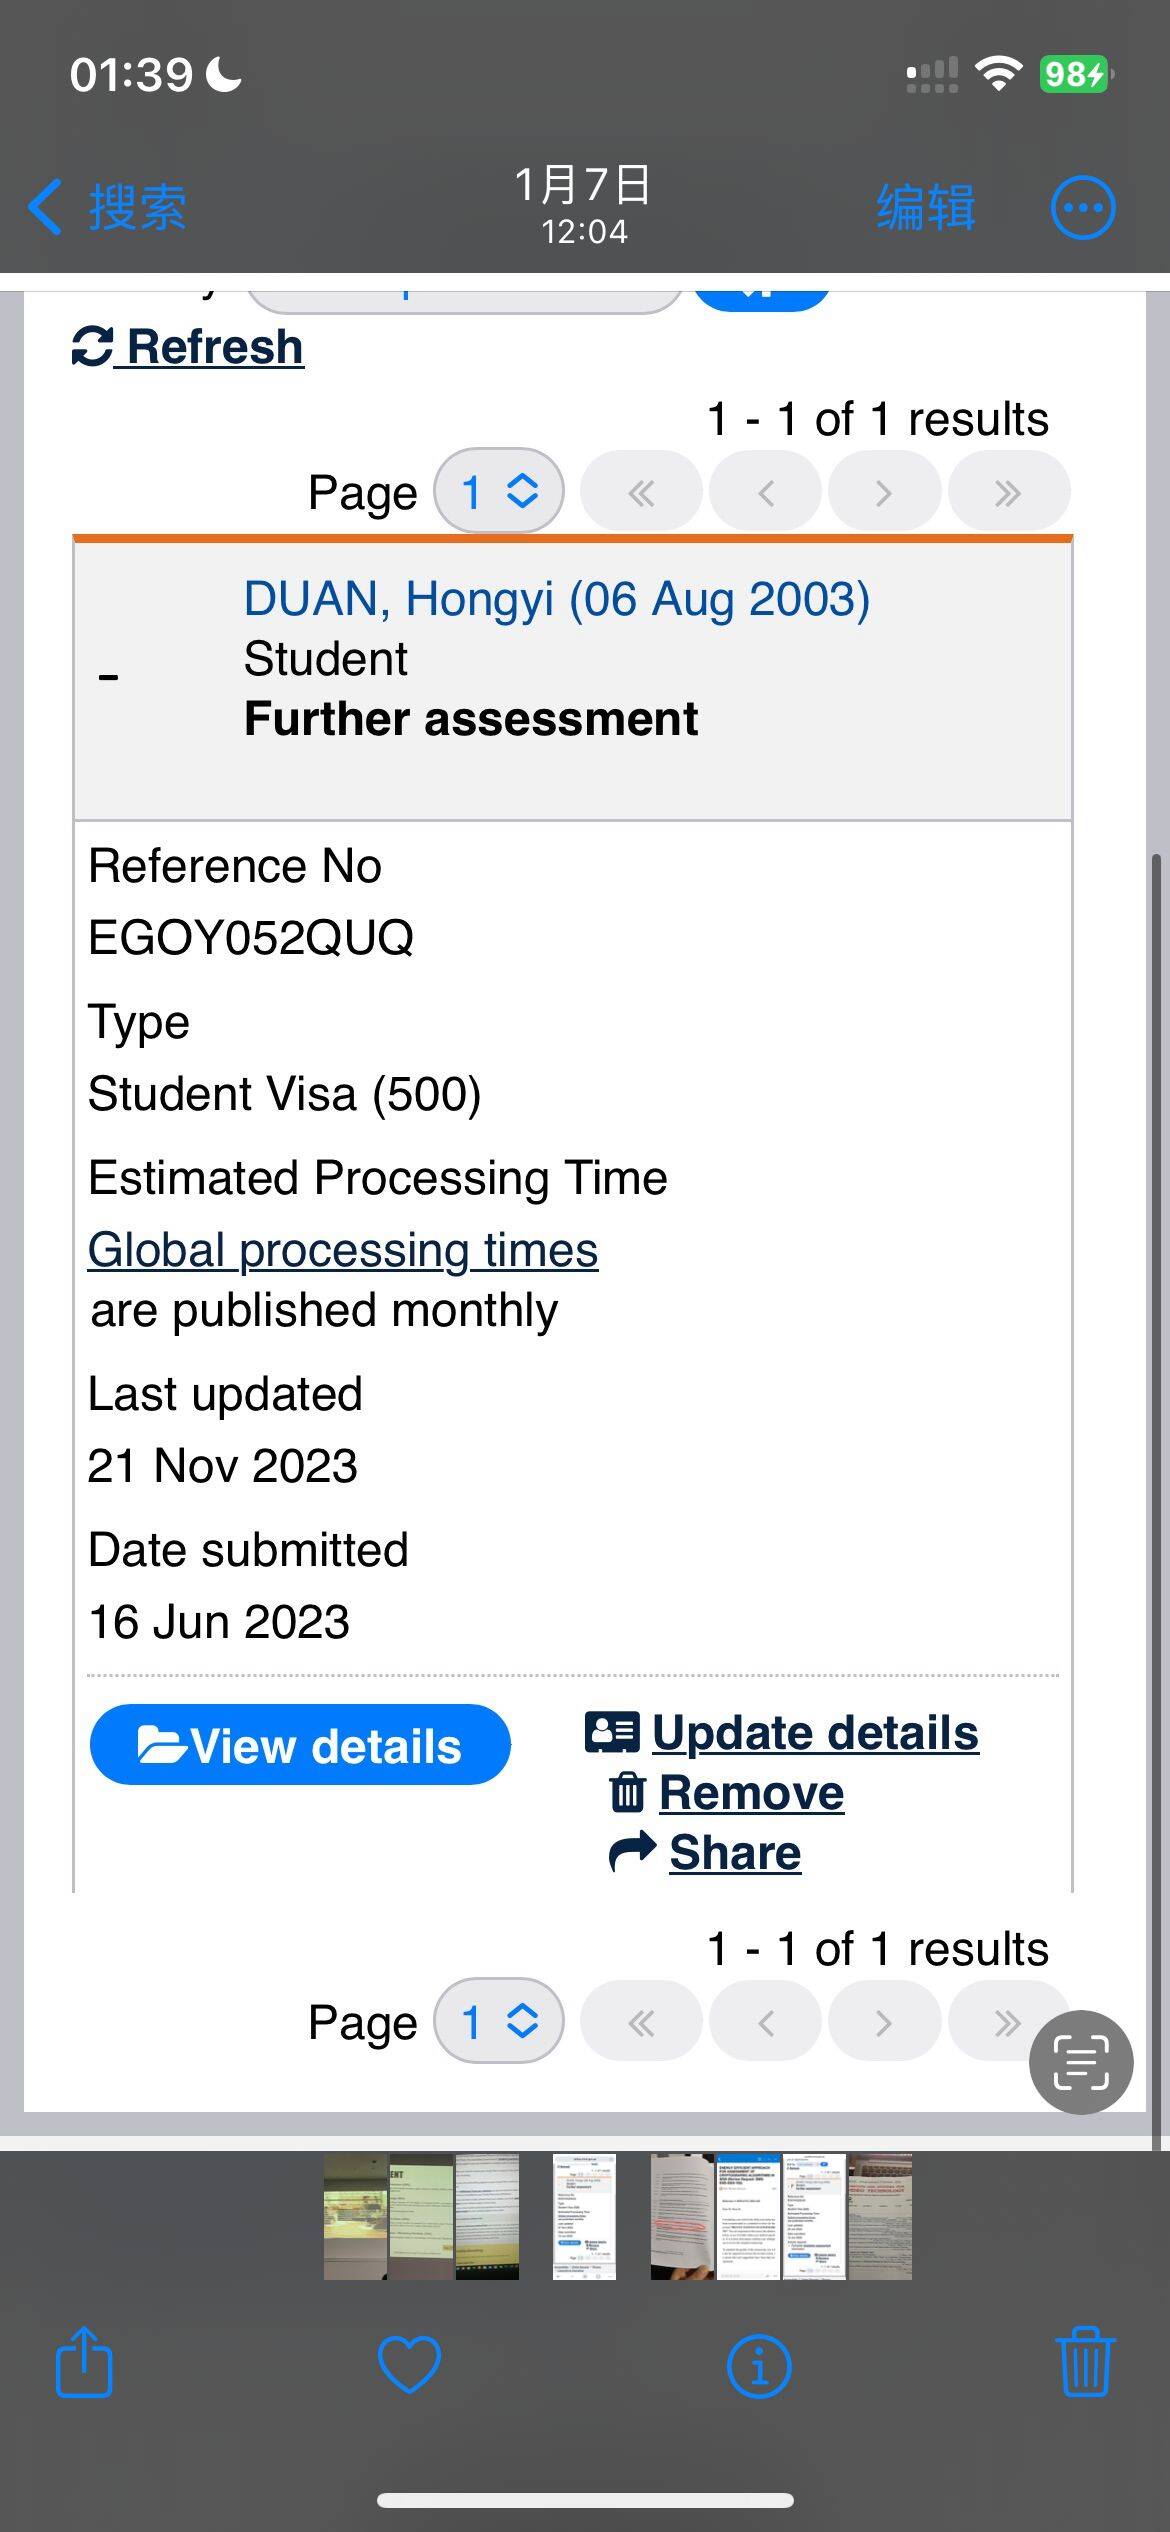 01:39
98
搜索
1月7日
12:04
编辑
Refresh
1 - 1 of 1 results
Page 1
DUAN, Hongyi (06 Aug 2003)
Student
Further assessment
-
Reference No
EGOY052QUQ
Type
Student Visa (500)
Estimated Processing Time
Global processing times
are published monthly
Last updated
21 Nov 2023
Date submitted
16 Jun 2023
View details
Update details
Remove
Share
1 - 1 of 1 results
Page 1